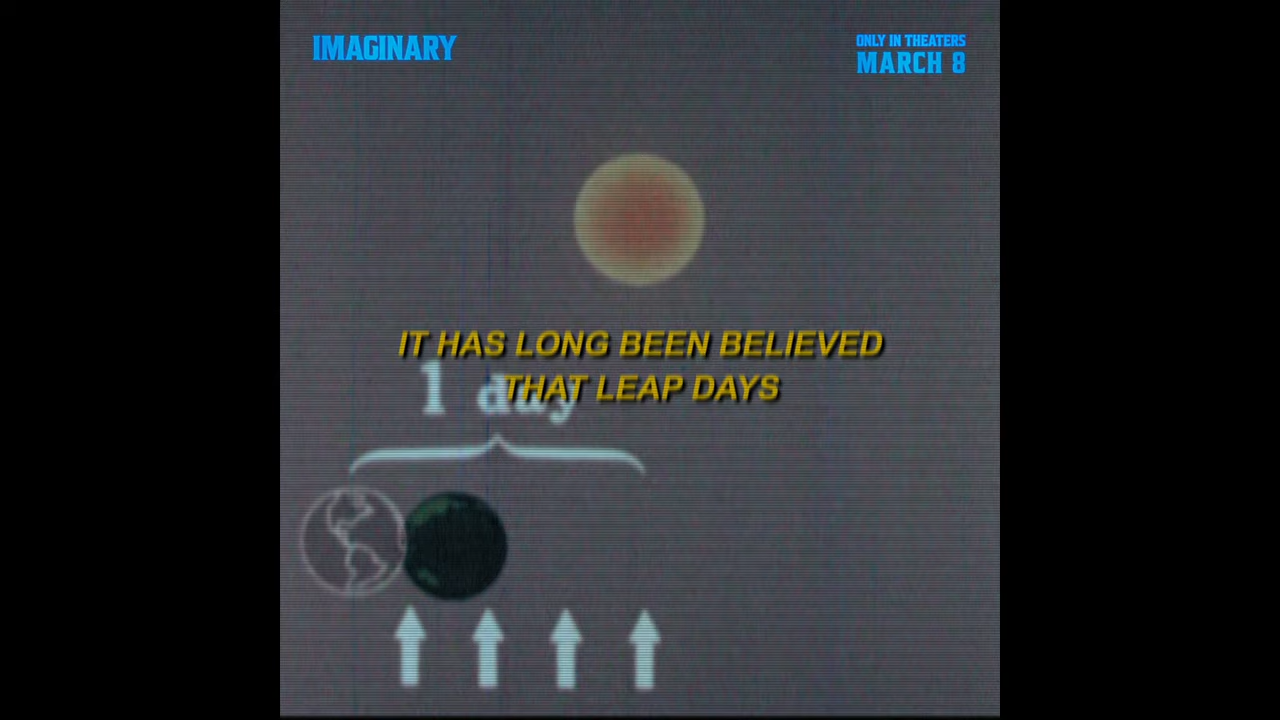 IMAGINARY
ONLY IN THEATERS
MARCH 8
IT HAS LONG BEEN BELIEVED
THAT LEAP DAYS
1 day